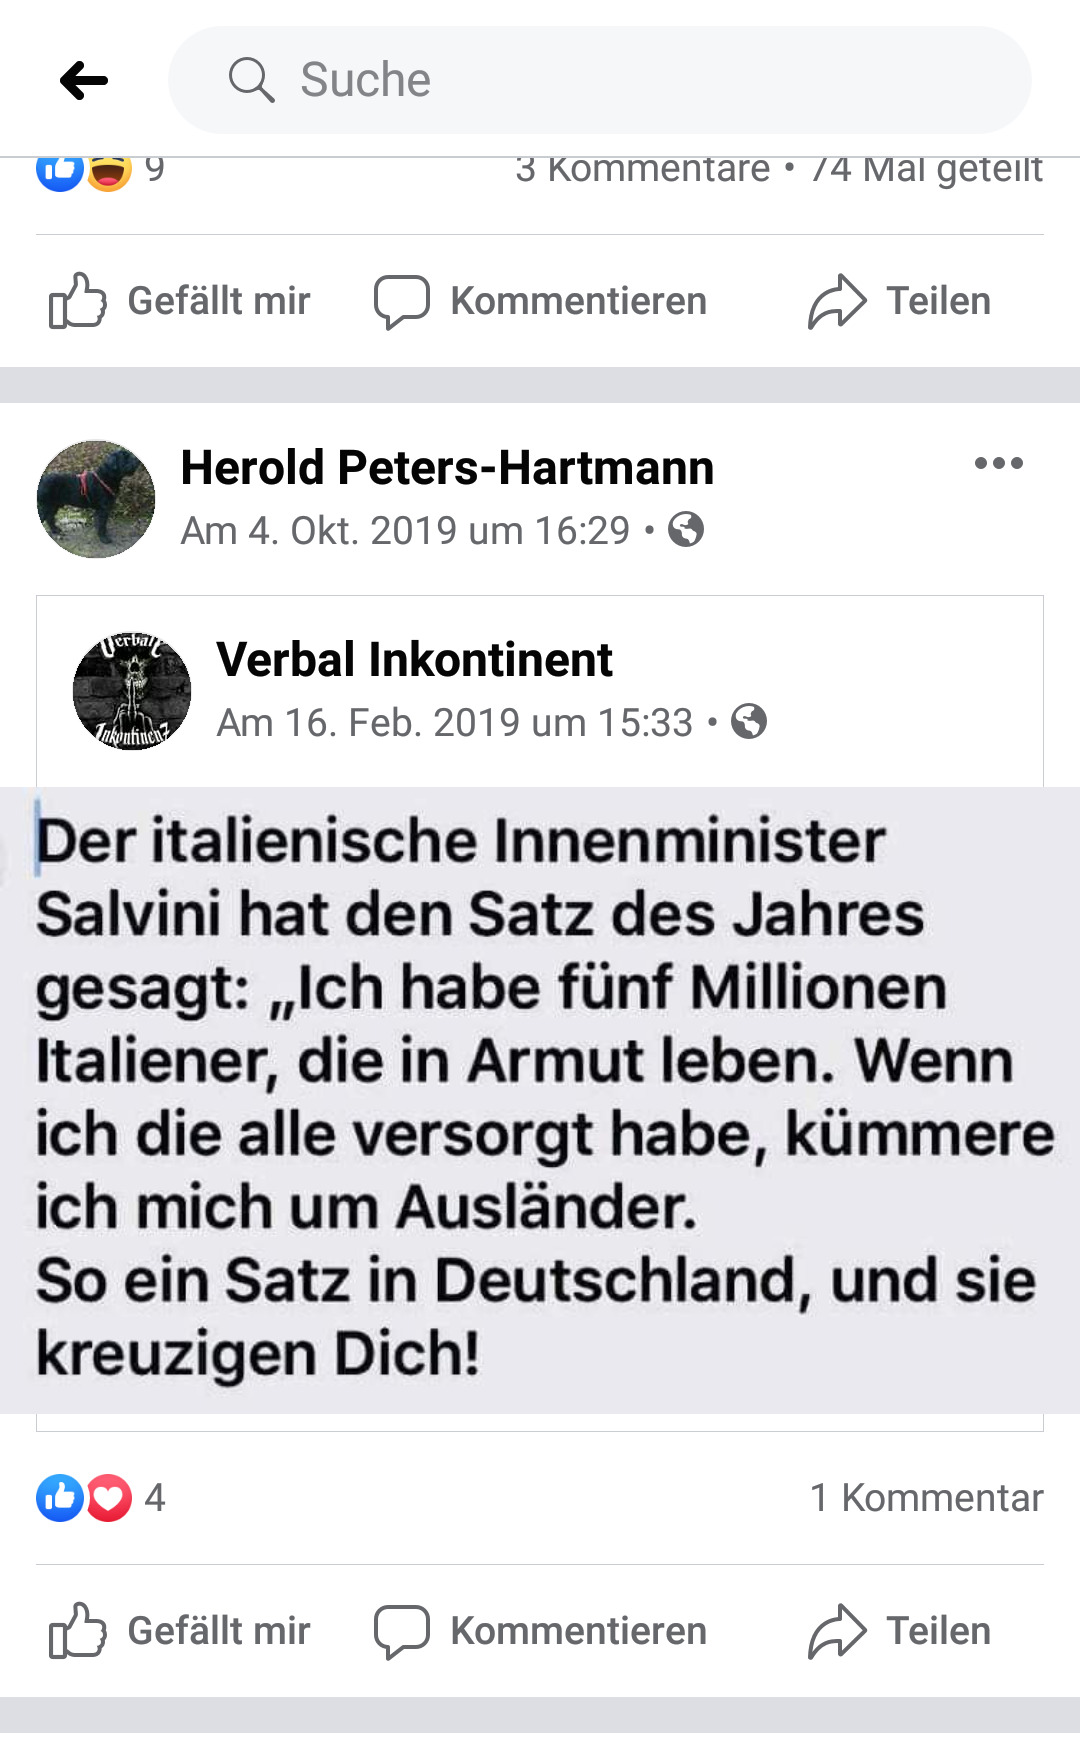 Suche
9 3 Kommentare • 74 Mal geteilt
Gefällt mir Kommentieren Teilen
Herold Peters-Hartmann
Am 4. Okt. 2019 um 16:29 •
Verbal Inkontinenz
Verbal Inkontinent
Am 16. Feb. 2019 um 15:33 •
Der italienische Innenminister
Salvini hat den Satz des Jahres
gesagt: „Ich habe fünf Millionen
Italiener, die in Armut leben. Wenn
ich die alle versorgt habe, kümmere
ich mich um Ausländer.
So ein Satz in Deutschland, und sie
kreuzigen Dich!
4 1 Kommentar
Gefällt mir Kommentieren Teilen